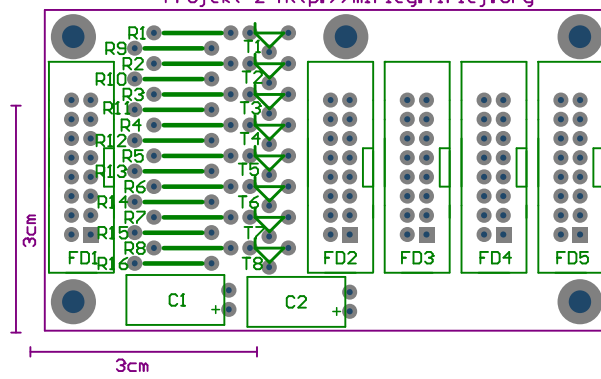 R1
R9
T1
R2
R10
T2
R3
R11
T3
R4
R12
T4
R5
R13
T5
R6
R14
T6
R7
R15
T7
R8
R16
T8
FD1
FD2
FD3
FD4
FD5
C1
+
C2
+
3cm
3cm